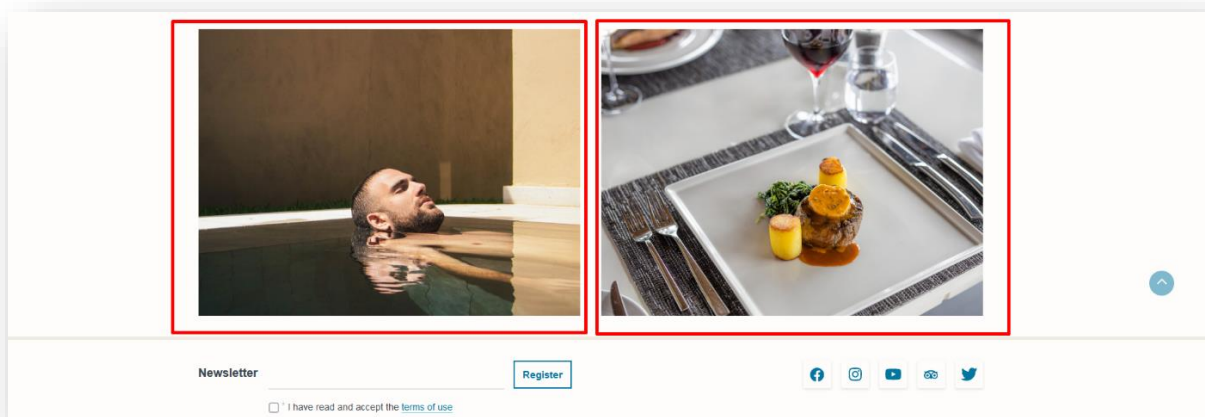 Newsletter
Register
* I have read and accept the terms of use